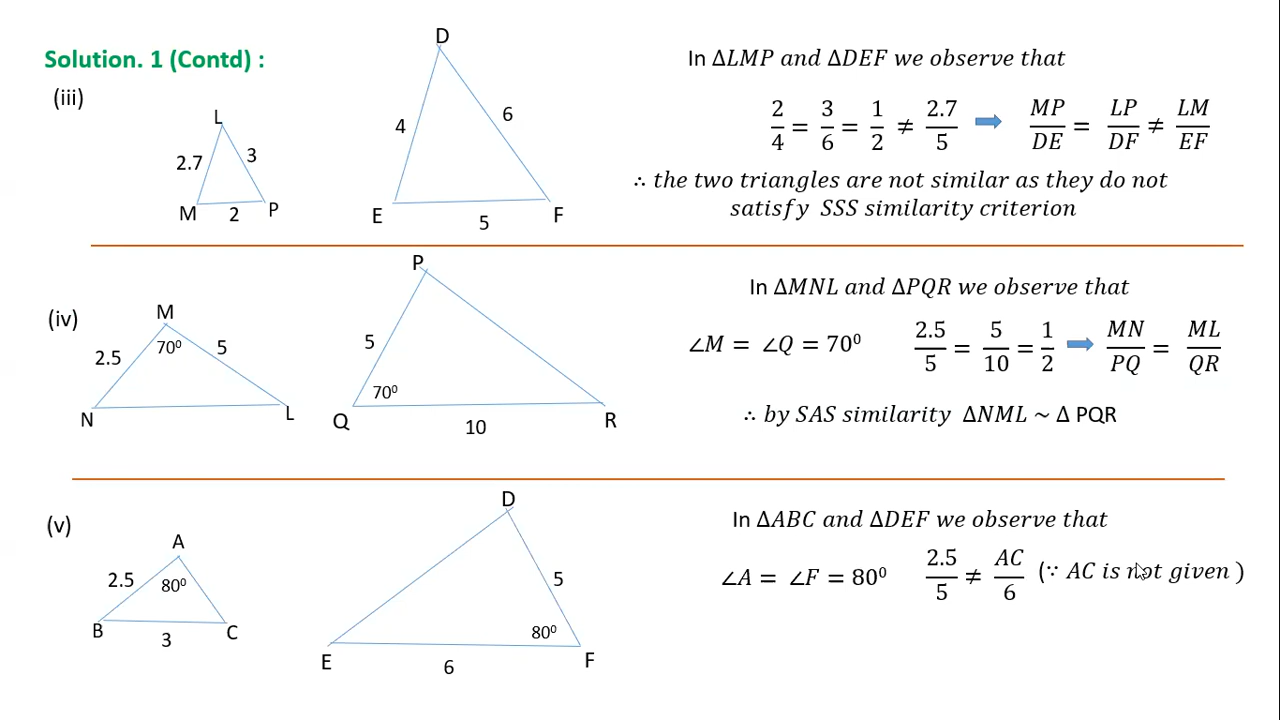 Solution. 1 (Contd) :
(iii)
L
2.7
3
M
2
P
D
4
6
E
5
F
In ΔLMP and ΔDEF we observe that
2/4 = 3/6 = 1/2 ≠ 2.7/5 ➡ MP/DE = LP/DF ≠ LM/EF
∴ the two triangles are not similar as they do not
satisfy SSS similarity criterion
(iv)
M
2.5
70⁰
5
N
L
P
5
70⁰
Q
10
R
In ΔMNL and ΔPQR we observe that
∠M = ∠Q = 70⁰ 2.5/5 = 5/10 = 1/2 ➡ MN/PQ = ML/QR
∴ by SAS similarity ΔNML ~ Δ PQR
(v)
A
2.5
80⁰
B
3
C
D
5
80⁰
E
6
F
In ΔABC and ΔDEF we observe that
∠A = ∠F = 80⁰ 2.5/5 ≠ AC/6 (∵ AC is not given )